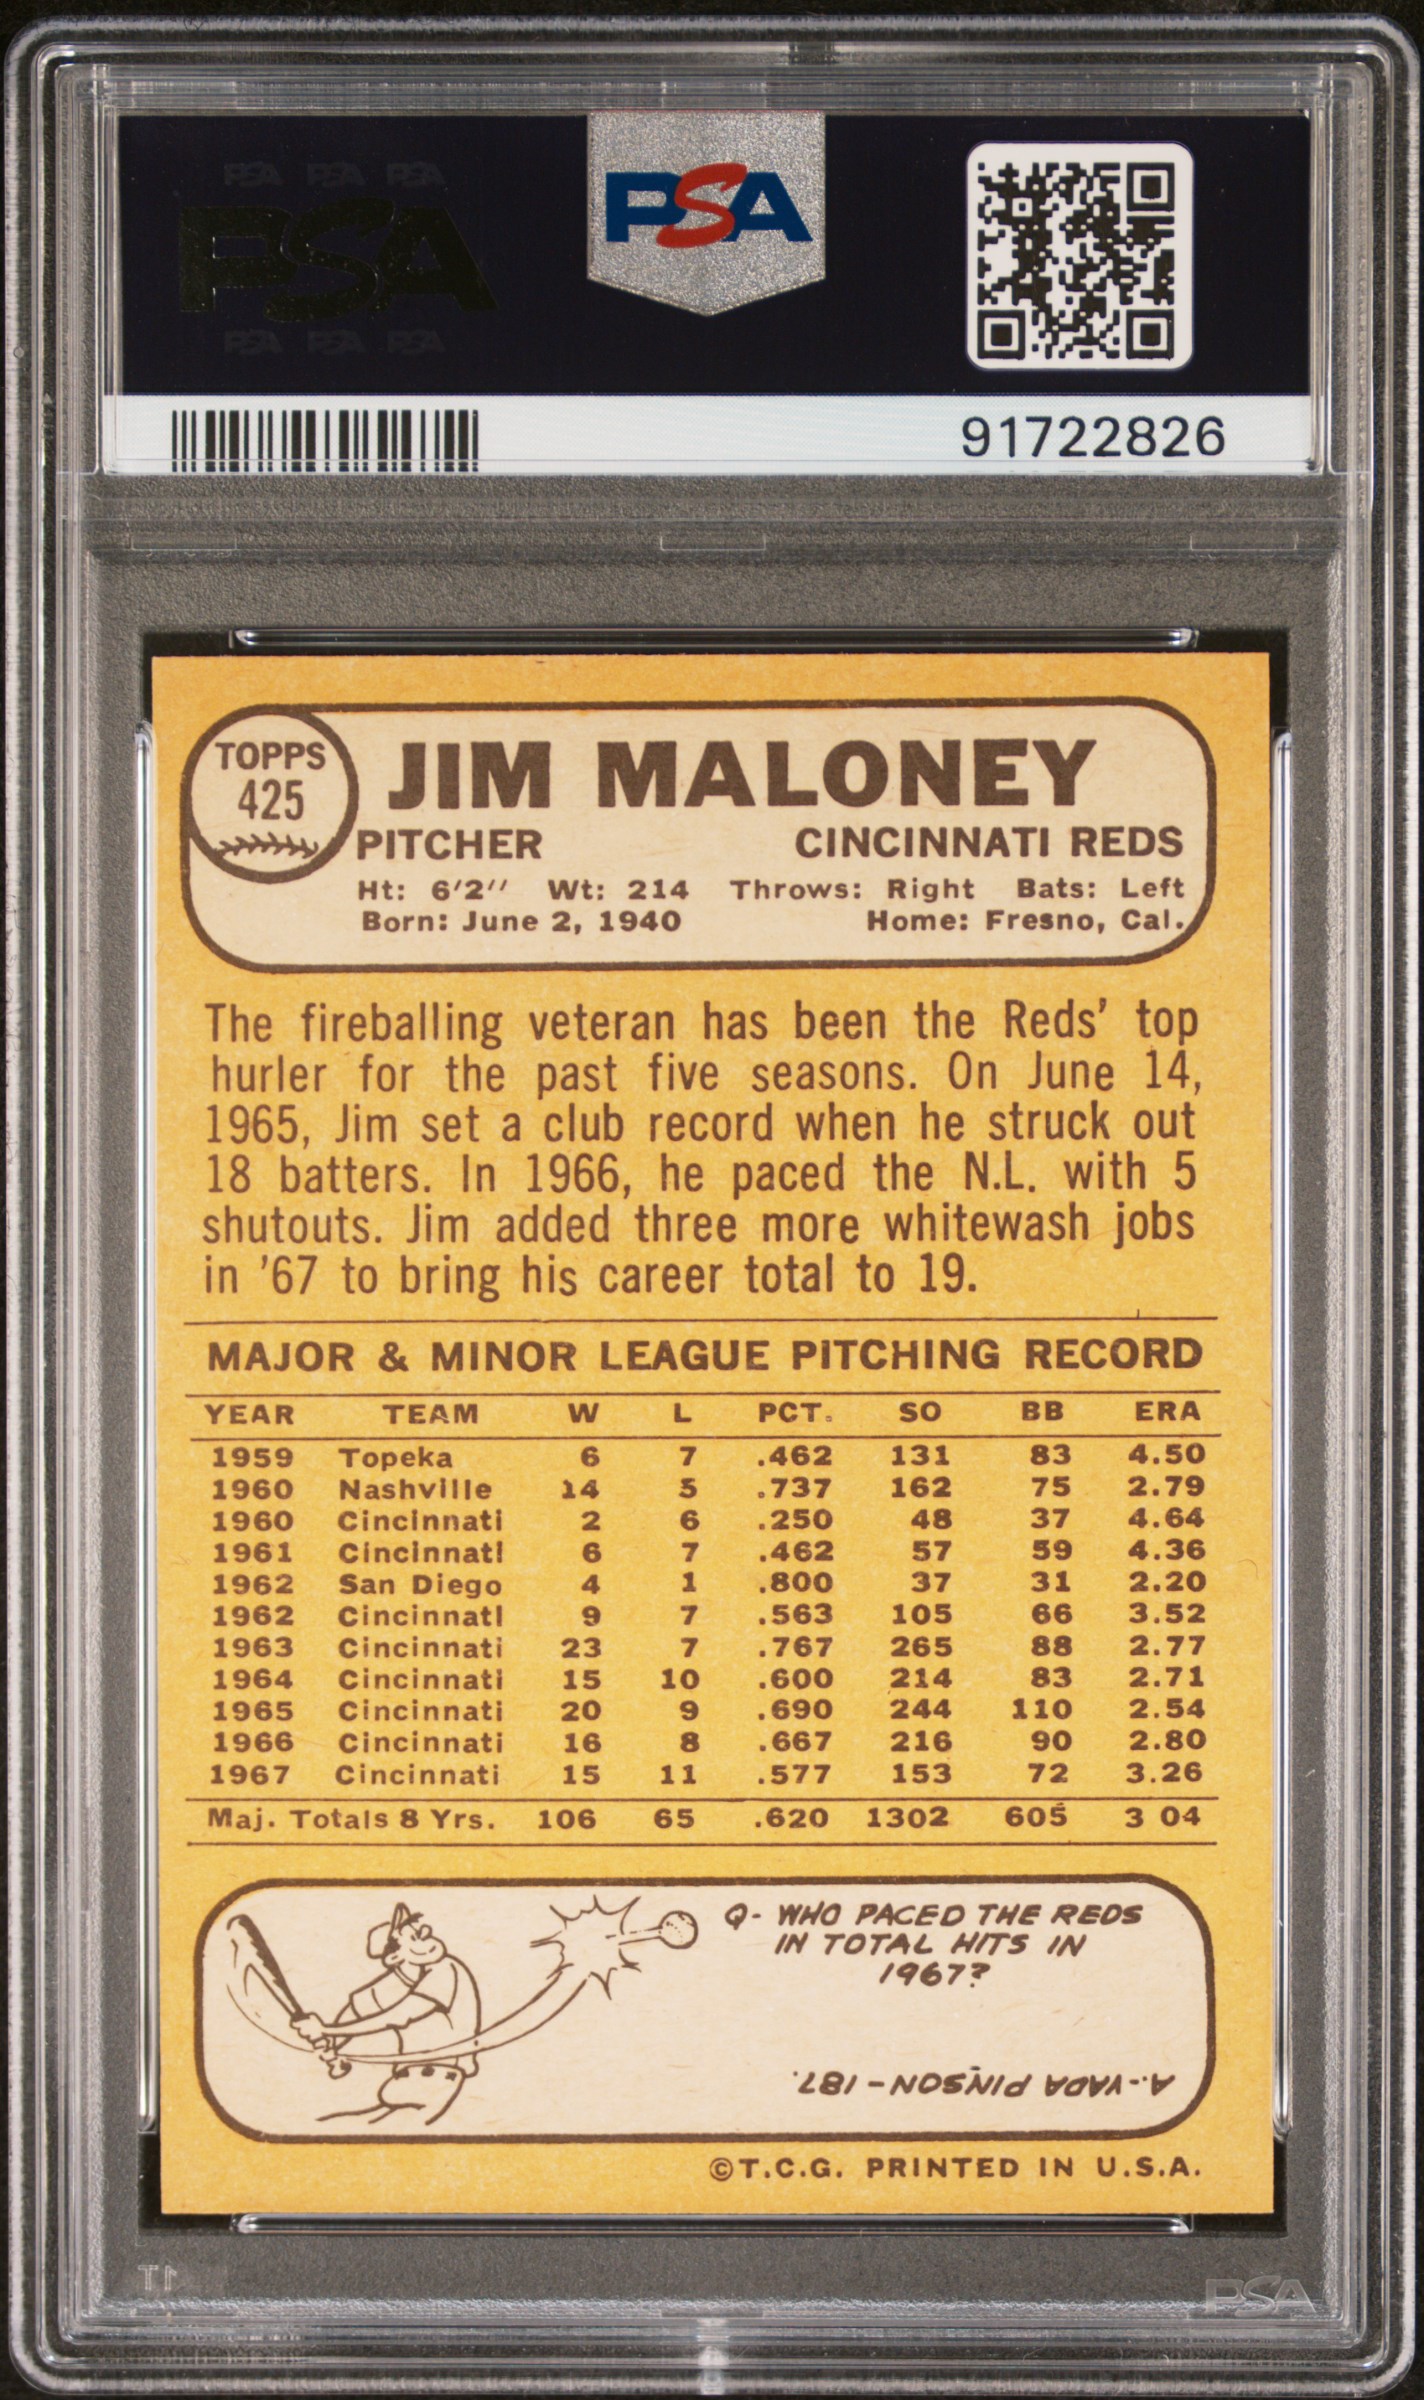 PSA PSA PSA
PSA
PSA PSA PSA
PSA
91722826
TOPPS
425
JIM MALONEY
PITCHER CINCINNATI REDS
Ht: 6'2" Wt: 214 Throws: Right Bats: Left
Born: June 2, 1940 Home: Fresno, Cal.
The fireballing veteran has been the Reds' top
hurler for the past five seasons. On June 14,
1965, Jim set a club record when he struck out
18 batters. In 1966, he paced the N.L. with 5
shutouts. Jim added three more whitewash jobs
in '67 to bring his career total to 19.
MAJOR & MINOR LEAGUE PITCHING RECORD
YEAR TEAM W L PCT. SO BB ERA
1959 Topeka 6 7 .462 131 83 4.50
1960 Nashville 14 5 .737 162 75 2.79
1960 Cincinnati 2 6 .250 48 37 4.64
1961 Cincinnati 6 7 .462 57 59 4.36
1962 San Diego 4 1 .800 37 31 2.20
1962 Cincinnati 9 7 .563 105 66 3.52
1963 Cincinnati 23 7 .767 265 88 2.77
1964 Cincinnati 15 10 .600 214 83 2.71
1965 Cincinnati 20 9 .690 244 110 2.54
1966 Cincinnati 16 8 .667 216 90 2.80
1967 Cincinnati 15 11 .577 153 72 3.26
Maj. Totals 8 Yrs. 106 65 .620 1302 605 3 04
Q- WHO PACED THE REDS
IN TOTAL HITS IN
1967?
A.-VADA PINSON-187.
©T.C.G. PRINTED IN U.S.A.
PSA